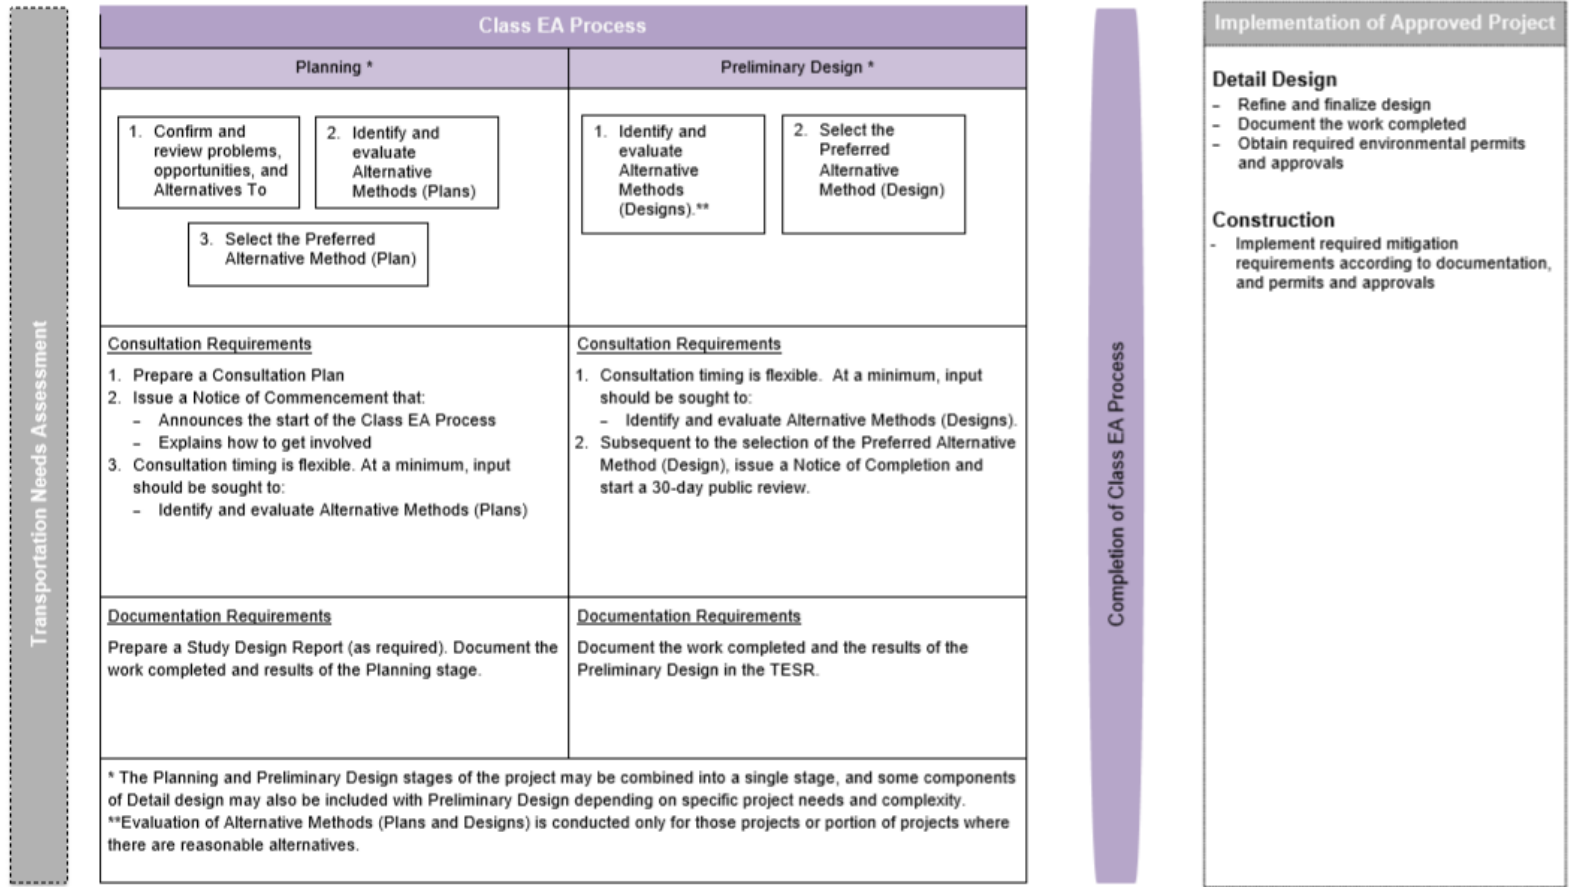 Transportation Needs Assessment
Class EA Process
Planning *
Preliminary Design *
1. Confirm and
review problems,
opportunities, and
Alternatives To
2. Identify and
evaluate
Alternative
Methods (Plans)
3. Select the Preferred
Alternative Method (Plan)
1. Identify and
evaluate
Alternative
Methods
(Designs).**
2. Select the
Preferred
Alternative
Method (Design)
Consultation Requirements
1. Prepare a Consultation Plan
2. Issue a Notice of Commencement that:
– Announces the start of the Class EA Process
– Explains how to get involved
3. Consultation timing is flexible. At a minimum, input
should be sought to:
– Identify and evaluate Alternative Methods (Plans)
Consultation Requirements
1. Consultation timing is flexible. At a minimum, input
should be sought to:
– Identify and evaluate Alternative Methods (Designs).
2. Subsequent to the selection of the Preferred Alternative
Method (Design), issue a Notice of Completion and
start a 30-day public review.
Documentation Requirements
Prepare a Study Design Report (as required). Document the
work completed and results of the Planning stage.
Documentation Requirements
Document the work completed and the results of the
Preliminary Design in the TESR.
* The Planning and Preliminary Design stages of the project may be combined into a single stage, and some components
of Detail design may also be included with Preliminary Design depending on specific project needs and complexity.
**Evaluation of Alternative Methods (Plans and Designs) is conducted only for those projects or portion of projects where
there are reasonable alternatives.
Completion of Class EA Process
Implementation of Approved Project
Detail Design
– Refine and finalize design
– Document the work completed
– Obtain required environmental permits
and approvals
Construction
- Implement required mitigation
requirements according to documentation,
and permits and approvals